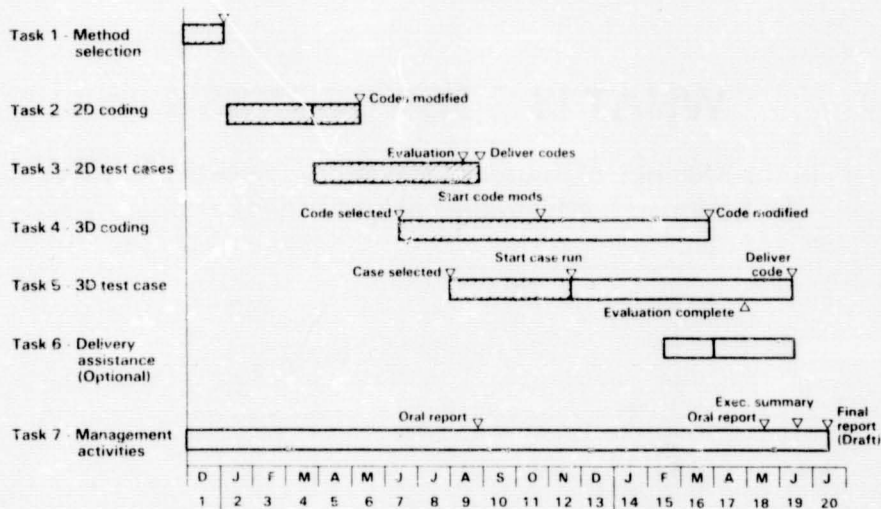 Task 1 - Method
selection
Task 2 2D coding
Codes modified
Task 3 - 2D test cases
Evaluation
Deliver codes
Start code mods
Task 4 - 3D coding
Code selected
Code modified
Start case run
Deliver
code
Task 5 - 3D test case
Case selected
Evaluation complete
Task 6 - Delivery
assistance
(Optional)
Exec. summary
Final
report
(Draft)
Oral report
Oral report
Task 7 - Management
activities
D J F M A M J J A S O N D J F M A M J J
1 2 3 4 5 6 7 8 9 10 11 12 13 14 15 16 17 18 19 20